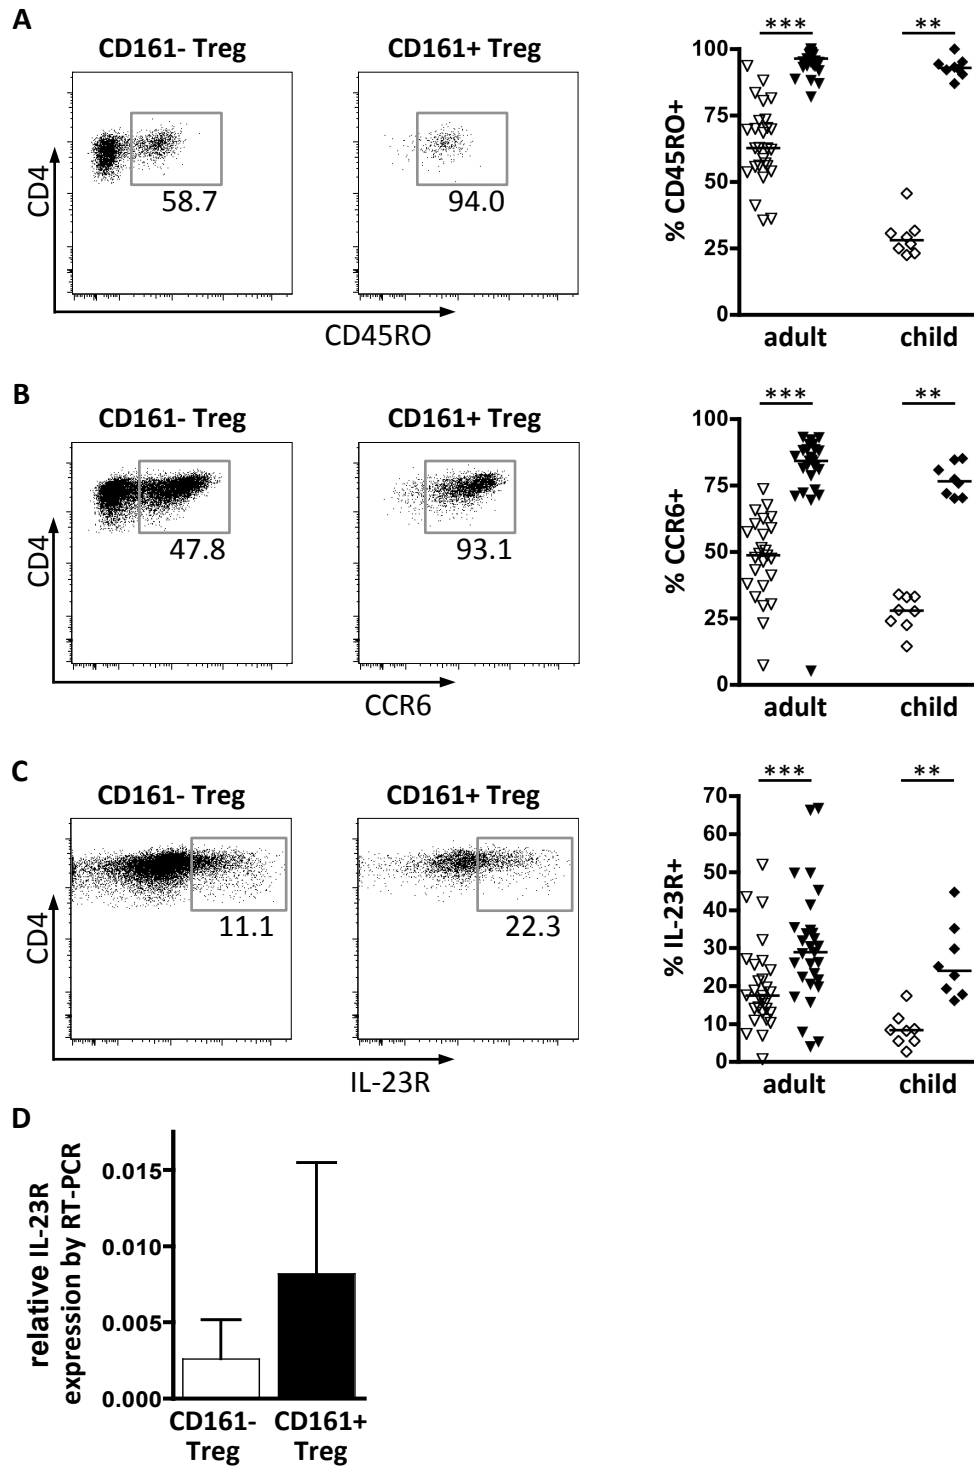 A
CD161- Treg
CD161+ Treg
CD4
58.7
94.0
CD45RO
% CD45RO+
100
75
50
25
0
***
**
adult
child
B
CD161- Treg
CD161+ Treg
CD4
47.8
93.1
CCR6
% CCR6+
100
75
50
25
0
***
**
adult
child
C
CD161- Treg
CD161+ Treg
CD4
11.1
22.3
IL-23R
% IL-23R+
70
60
50
40
30
20
10
0
***
**
adult
child
D
relative IL-23R
expression by RT-PCR
0.015
0.010
0.005
0.000
CD161-
Treg
CD161+
Treg